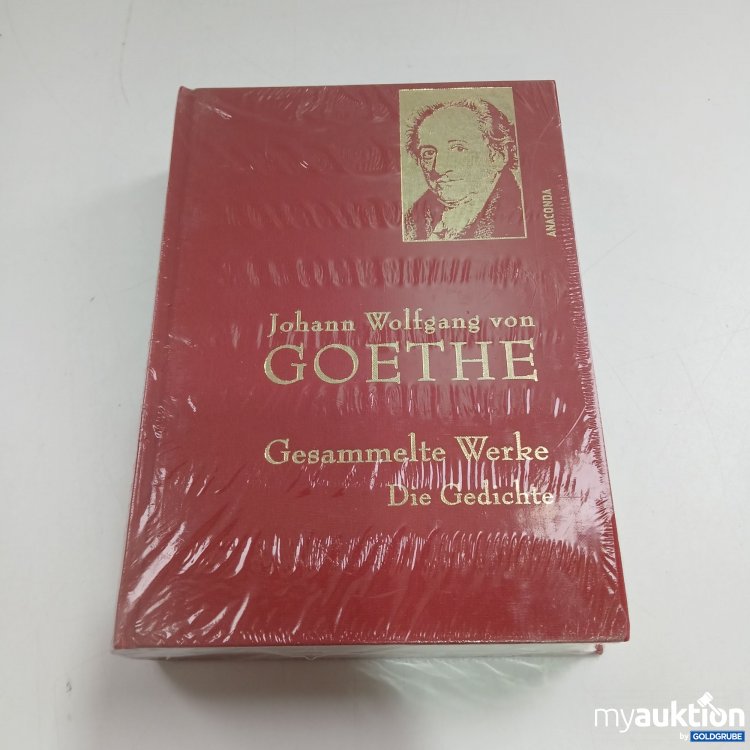 ANACONDA
Johann Wolfgang von
GOETHE
Gesammelte Werke
Die Gedichte
myauktion
by GOLDGRUBE